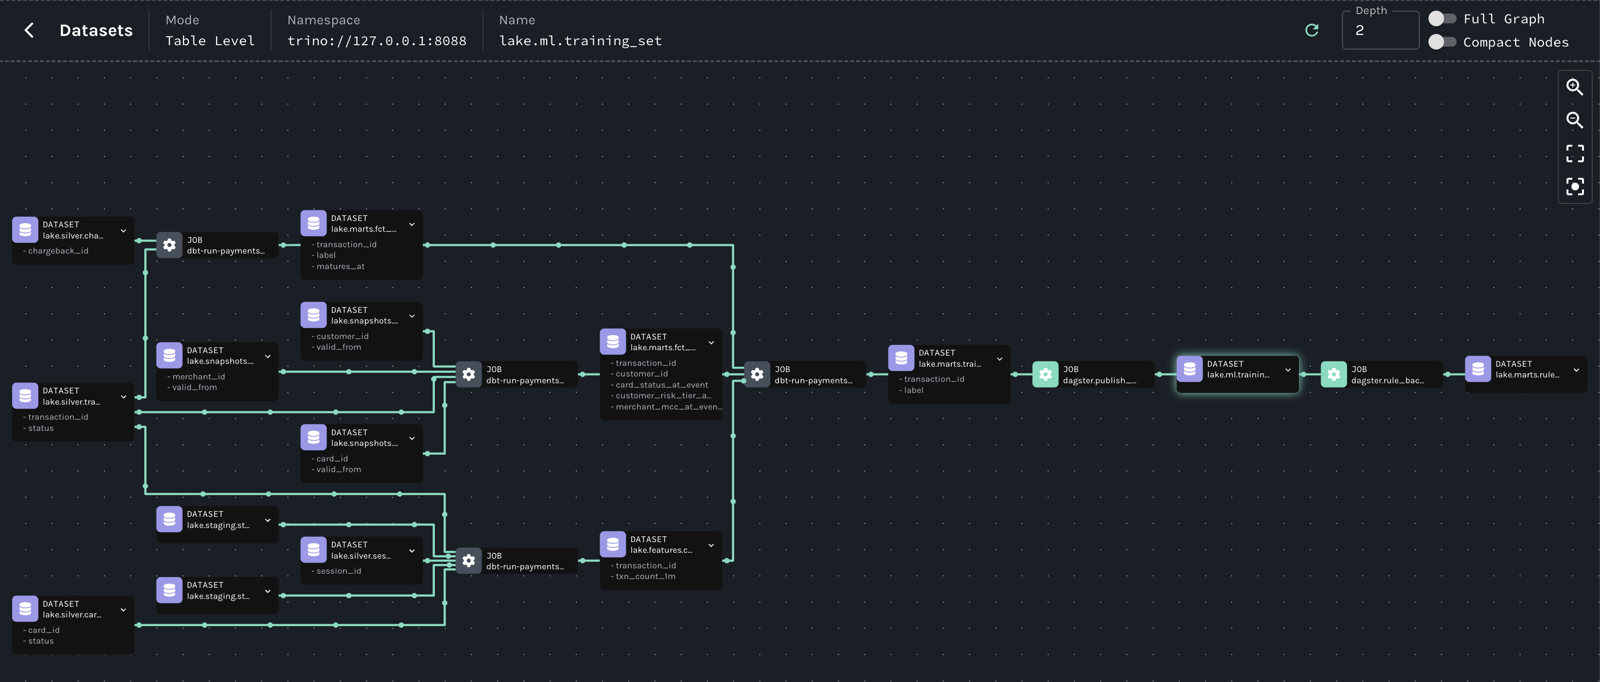 Datasets
Mode
Table Level
Namespace
trino://127.0.0.1:8088
Name
lake.ml.training_set
Depth
2
Full Graph
Compact Nodes
DATASET
lake.silver.cha...
- chargeback_id
JOB
dbt-run-payments...
DATASET
lake.marts.fct_...
- transaction_id
- label
- matures_at
DATASET
lake.snapshots....
- customer_id
- valid_from
DATASET
lake.snapshots....
- merchant_id
- valid_from
DATASET
lake.silver.tra...
- transaction_id
- status
DATASET
lake.snapshots....
- card_id
- valid_from
JOB
dbt-run-payments...
DATASET
lake.marts.fct_...
- transaction_id
- customer_id
- card_status_at_event
- customer_risk_tier_a...
- merchant_mcc_at_even...
JOB
dbt-run-payments...
DATASET
lake.marts.trai...
- transaction_id
- label
JOB
dagster.publish_...
DATASET
lake.ml.trainin...
JOB
dagster.rule_bac...
DATASET
lake.marts.rule...
DATASET
lake.staging.st...
DATASET
lake.silver.ses...
- session_id
DATASET
lake.staging.st...
DATASET
lake.silver.car...
- card_id
- status
JOB
dbt-run-payments...
DATASET
lake.features.c...
- transaction_id
- txn_count_1m